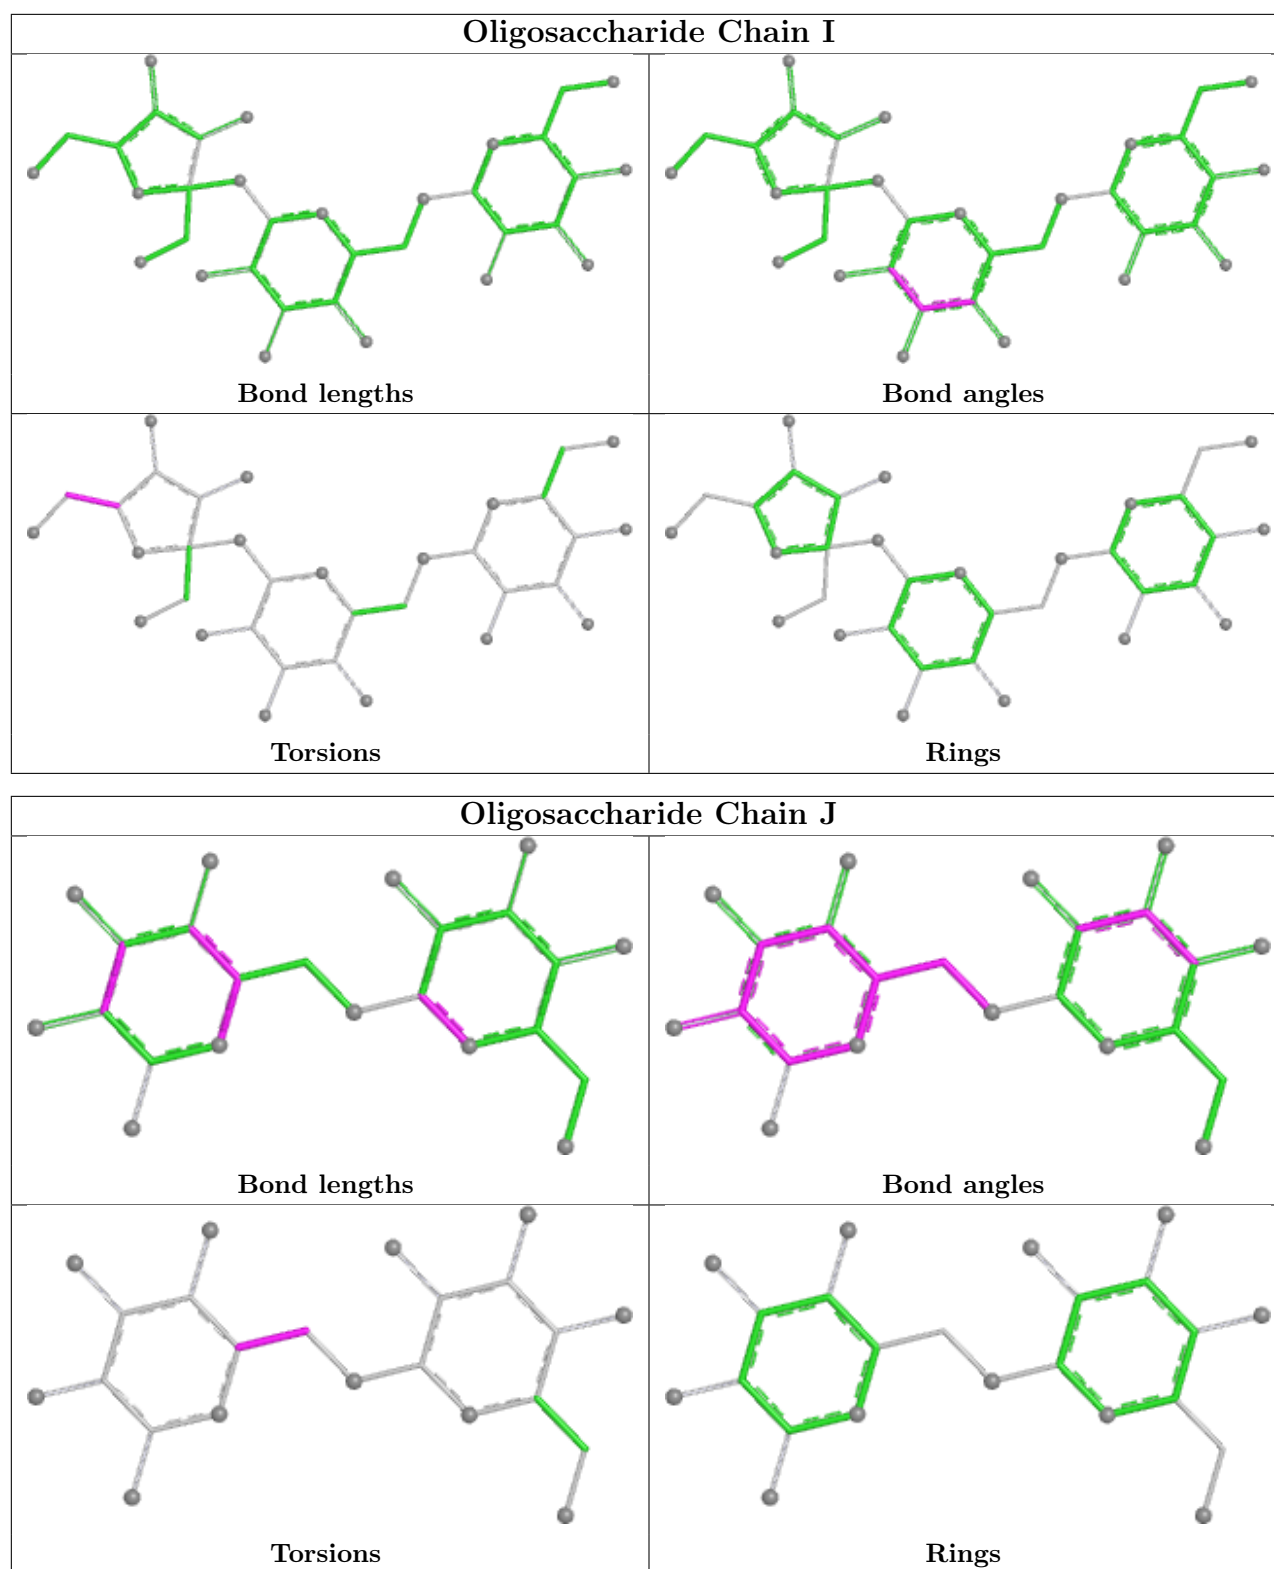 Oligosaccharide Chain I
Bond lengths
Bond angles
Torsions
Rings
Oligosaccharide Chain J
Bond lengths
Bond angles
Torsions
Rings